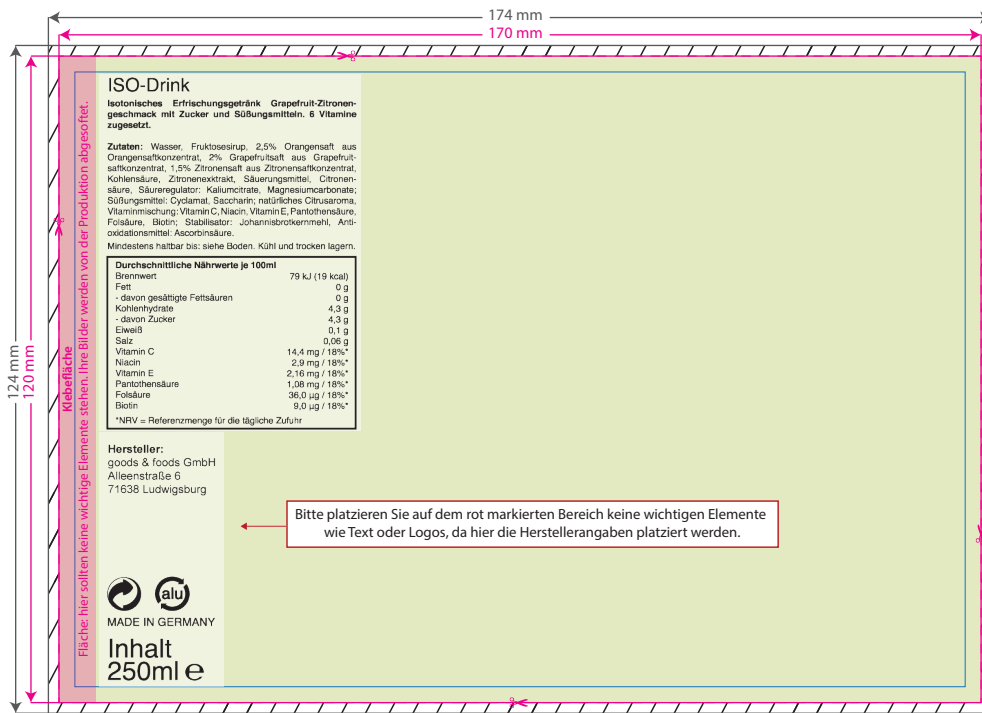 174 mm
170 mm
124 mm
120 mm
Klebefläche
Fläche: hier sollten keine wichtige Elemente stehen. Ihre Bilder werden von der Produktion abgesoftet.
ISO-Drink
Isotonisches Erfrischungsgetränk Grapefruit-Zitronen-
geschmack mit Zucker und Süßungsmitteln. 6 Vitamine
zugesetzt.
Zutaten: Wasser, Fruktosesirup, 2,5% Orangensaft aus
Orangensaftkonzentrat, 2% Grapefruitsaft aus Grapefruit-
saftkonzentrat, 1,5% Zitronensaft aus Zitronensaftkonzentrat,
Kohlensäure, Zitronenexktrakt, Säuerungsmittel, Citronen-
säure, Säureregulator: Kaliumcitrate, Magnesiumcarbonate;
Süßungsmittel: Cyclamat, Saccharin; natürliches Citrusaroma,
Vitaminmischung: Vitamin C, Niacin, Vitamin E, Pantothensäure,
Folsäure, Biotin; Stabilisator: Johannisbrotkernmehl, Anti-
oxidationsmittel: Ascorbinsäure.
Mindestens haltbar bis: siehe Boden. Kühl und trocken lagern.
Durchschnittliche Nährwerte je 100ml
Brennwert 79 kJ (19 kcal)
Fett 0 g
- davon gesättigte Fettsäuren 0 g
Kohlenhydrate 4,3 g
- davon Zucker 4,3 g
Eiweiß 0,1 g
Salz 0,06 g
Vitamin C 14,4 mg / 18%*
Niacin 2,9 mg / 18%*
Vitamin E 2,16 mg / 18%*
Pantothensäure 1,08 mg / 18%*
Folsäure 36,0 µg / 18%*
Biotin 9,0 µg / 18%*
*NRV = Referenzmenge für die tägliche Zufuhr
Hersteller:
goods & foods GmbH
Alleenstraße 6
71638 Ludwigsburg
Bitte platzieren Sie auf dem rot markierten Bereich keine wichtigen Elemente
wie Text oder Logos, da hier die Herstellerangaben platziert werden.
alu
MADE IN GERMANY
Inhalt
250ml ℮